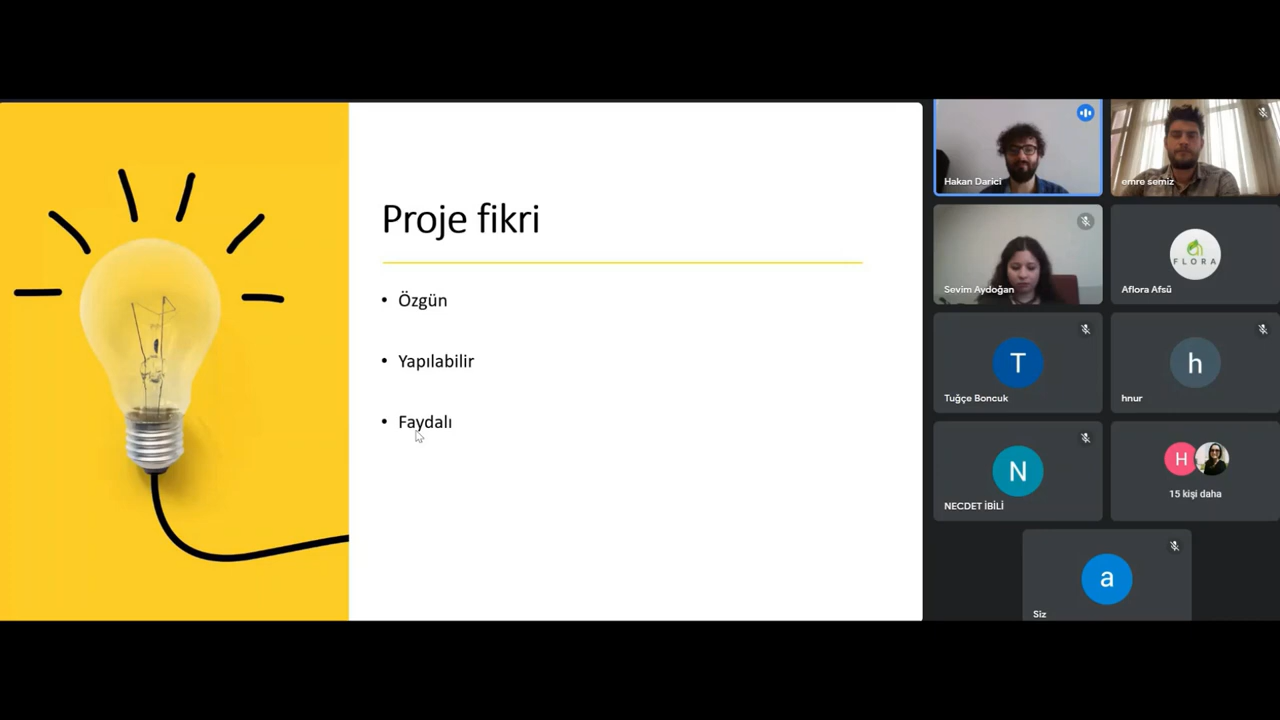 Proje fikri
• Özgün
• Yapılabilir
• Faydalı
Hakan Darici
emre semiz
Sevim Aydoğan
FLORA
Aflora Afsü
T
Tuğçe Boncuk
h
hnur
N
NECDET İBİLİ
H
15 kişi daha
a
Siz